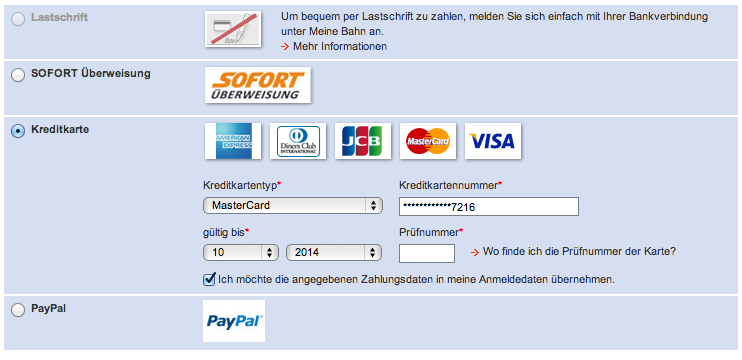 Lastschrift
Um bequem per Lastschrift zu zahlen, melden Sie sich einfach mit Ihrer Bankverbindung
unter Meine Bahn an.
Mehr Informationen
SOFORT Überweisung
SOFORT
ÜBERWEISUNG
Kreditkarte
AMERICAN
EXPRESS
Diners Club
INTERNATIONAL
JCB
MasterCard
VISA
Kreditkartentyp*
Kreditkartennummer*
MasterCard
************7216
gültig bis*
Prüfnummer*
10
2014
Wo finde ich die Prüfnummer der Karte?
Ich möchte die angegebenen Zahlungsdaten in meine Anmeldedaten übernehmen.
PayPal
PayPal